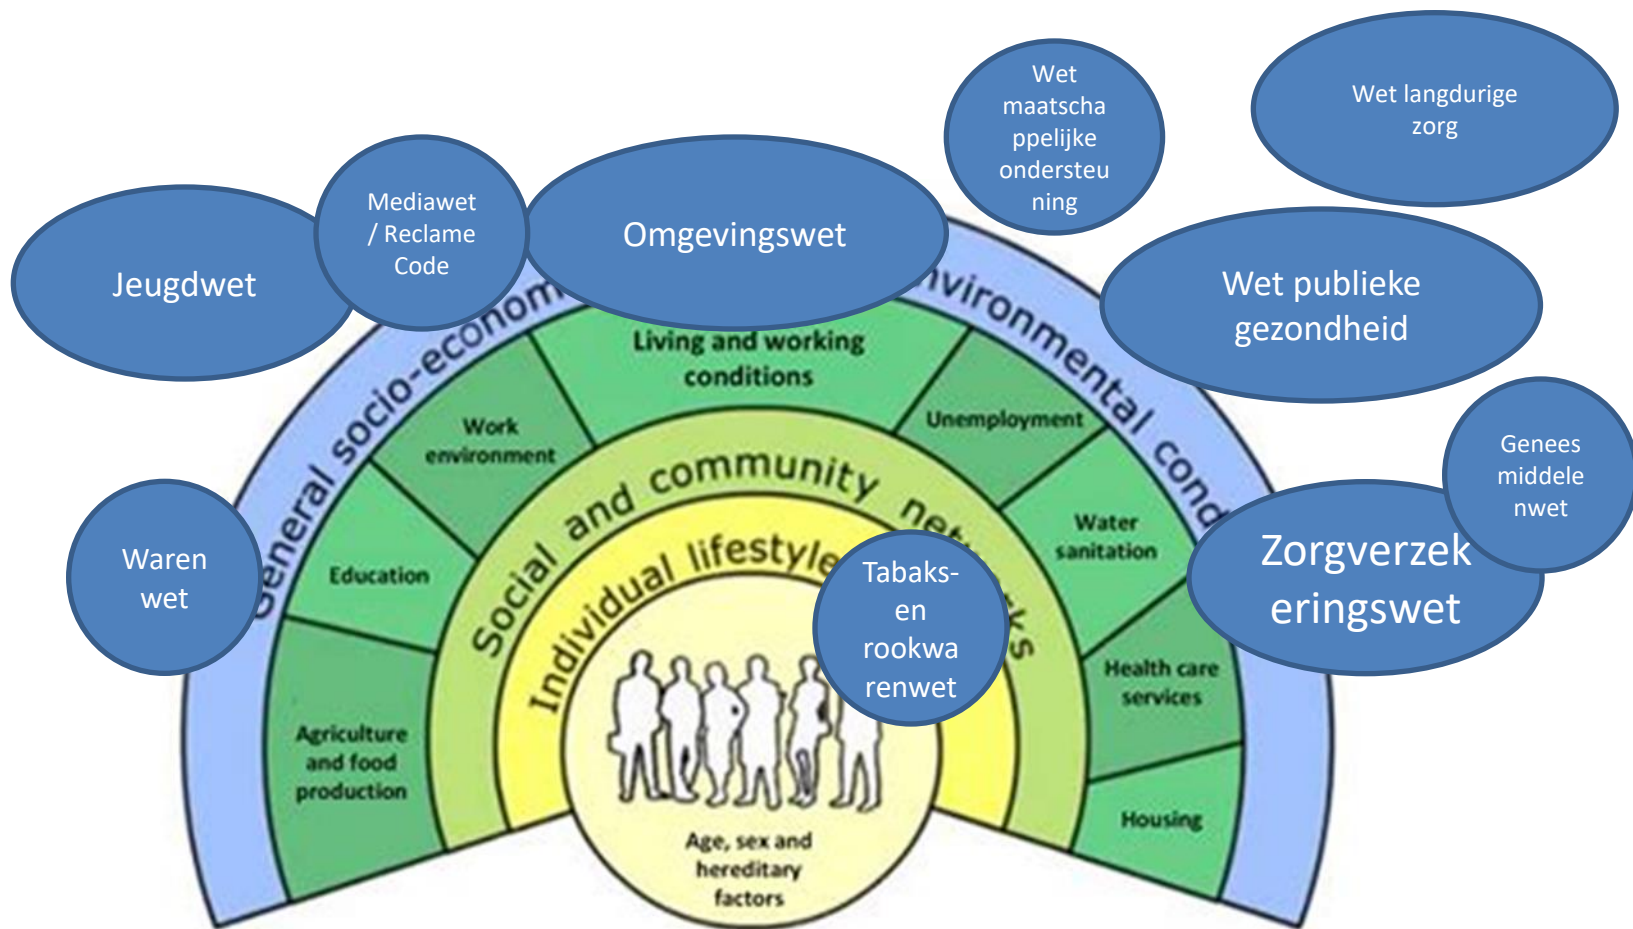 Wet
maatscha
ppelijke
ondersteu
ning
Wet langdurige
zorg
Mediawet
/ Reclame
Code
Jeugdwet
Omgevingswet
Wet publieke
gezondheid
Genees
middele
nwet
Zorgverzek
eringswet
Waren
wet
Tabaks-
en
rookwa
renwet
General socio-econom
nvironmental cond
Living and working
conditions
Work
environment
Unemployment
Education
Water
sanitation
Agriculture
and food
production
Health care
services
Housing
Social and community net rks
Individual lifestyle
Age, sex and
hereditary
factors